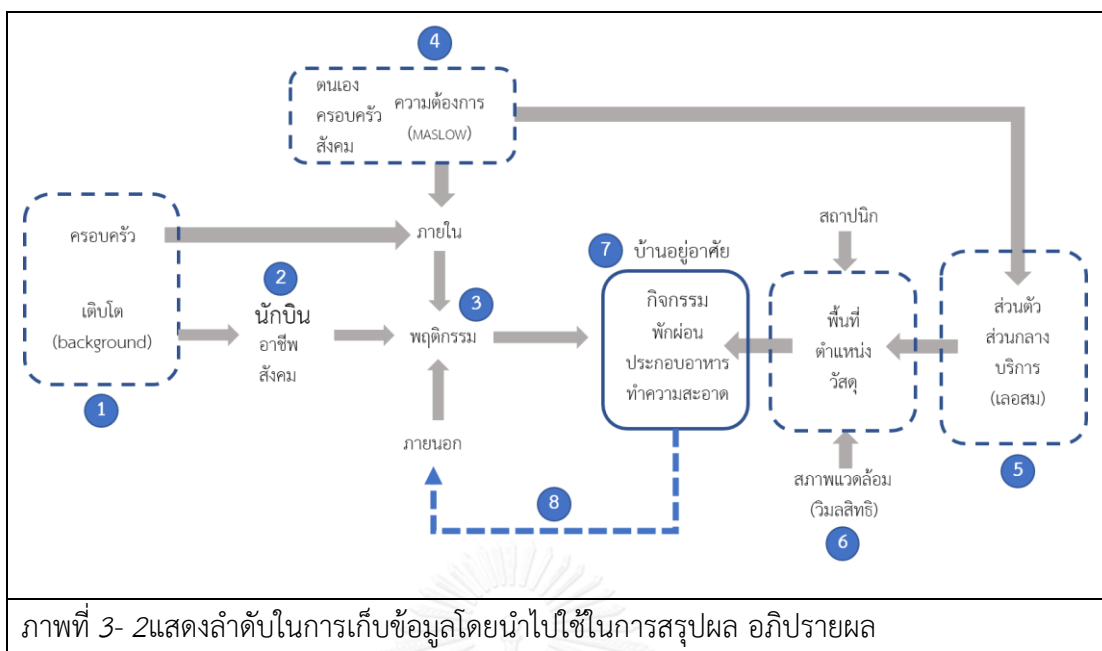 4
ตนเอง
ครอบครัว
สังคม
ความต้องการ
(MASLOW)
ครอบครัว
เติบโต
(background)
1
2
นักบิน
อาชีพ
สังคม
ภายใน
3
พฤติกรรม
ภายนอก
7 บ้านอยู่อาศัย
กิจกรรม
พักผ่อน
ประกอบอาหาร
ทำความสะอาด
8
สถาปนิก
พื้นที่
ตำแหน่ง
วัสดุ
สภาพแวดล้อม
(วิมลสิทธิ)
6
ส่วนตัว
ส่วนกลาง
บริการ
(เลอสม)
5
ภาพที่ 3- 2แสดงลำดับในการเก็บข้อมูลโดยนำไปใช้ในการสรุปผล อภิปรายผล